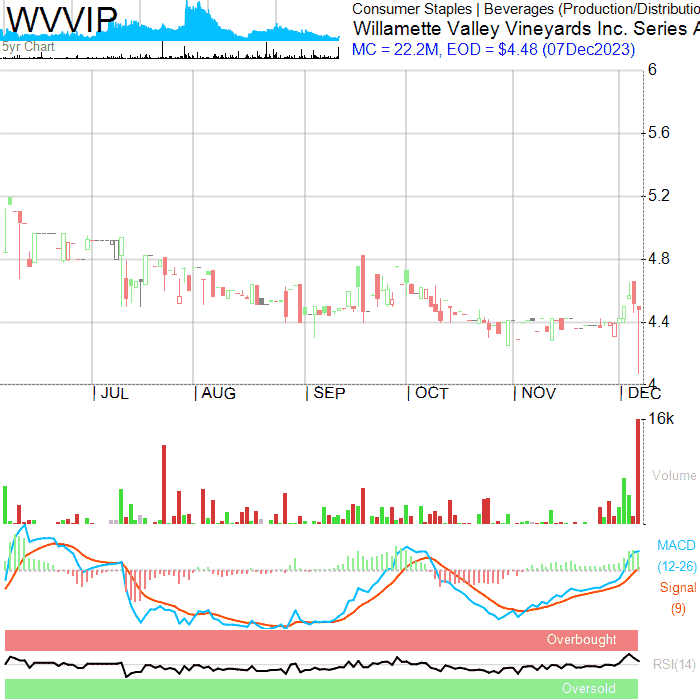 WVVIP
5yr Chart
Consumer Staples | Beverages (Production/Distributio
Willamette Valley Vineyards Inc. Series A
MC = 22.2M, EOD = $4.48 (07Dec2023)
6
5.6
5.2
4.8
4.4
4
JUL AUG SEP OCT NOV DEC
16k
Volume
MACD
(12-26)
Signal
(9)
Overbought
RSI(14)
Oversold